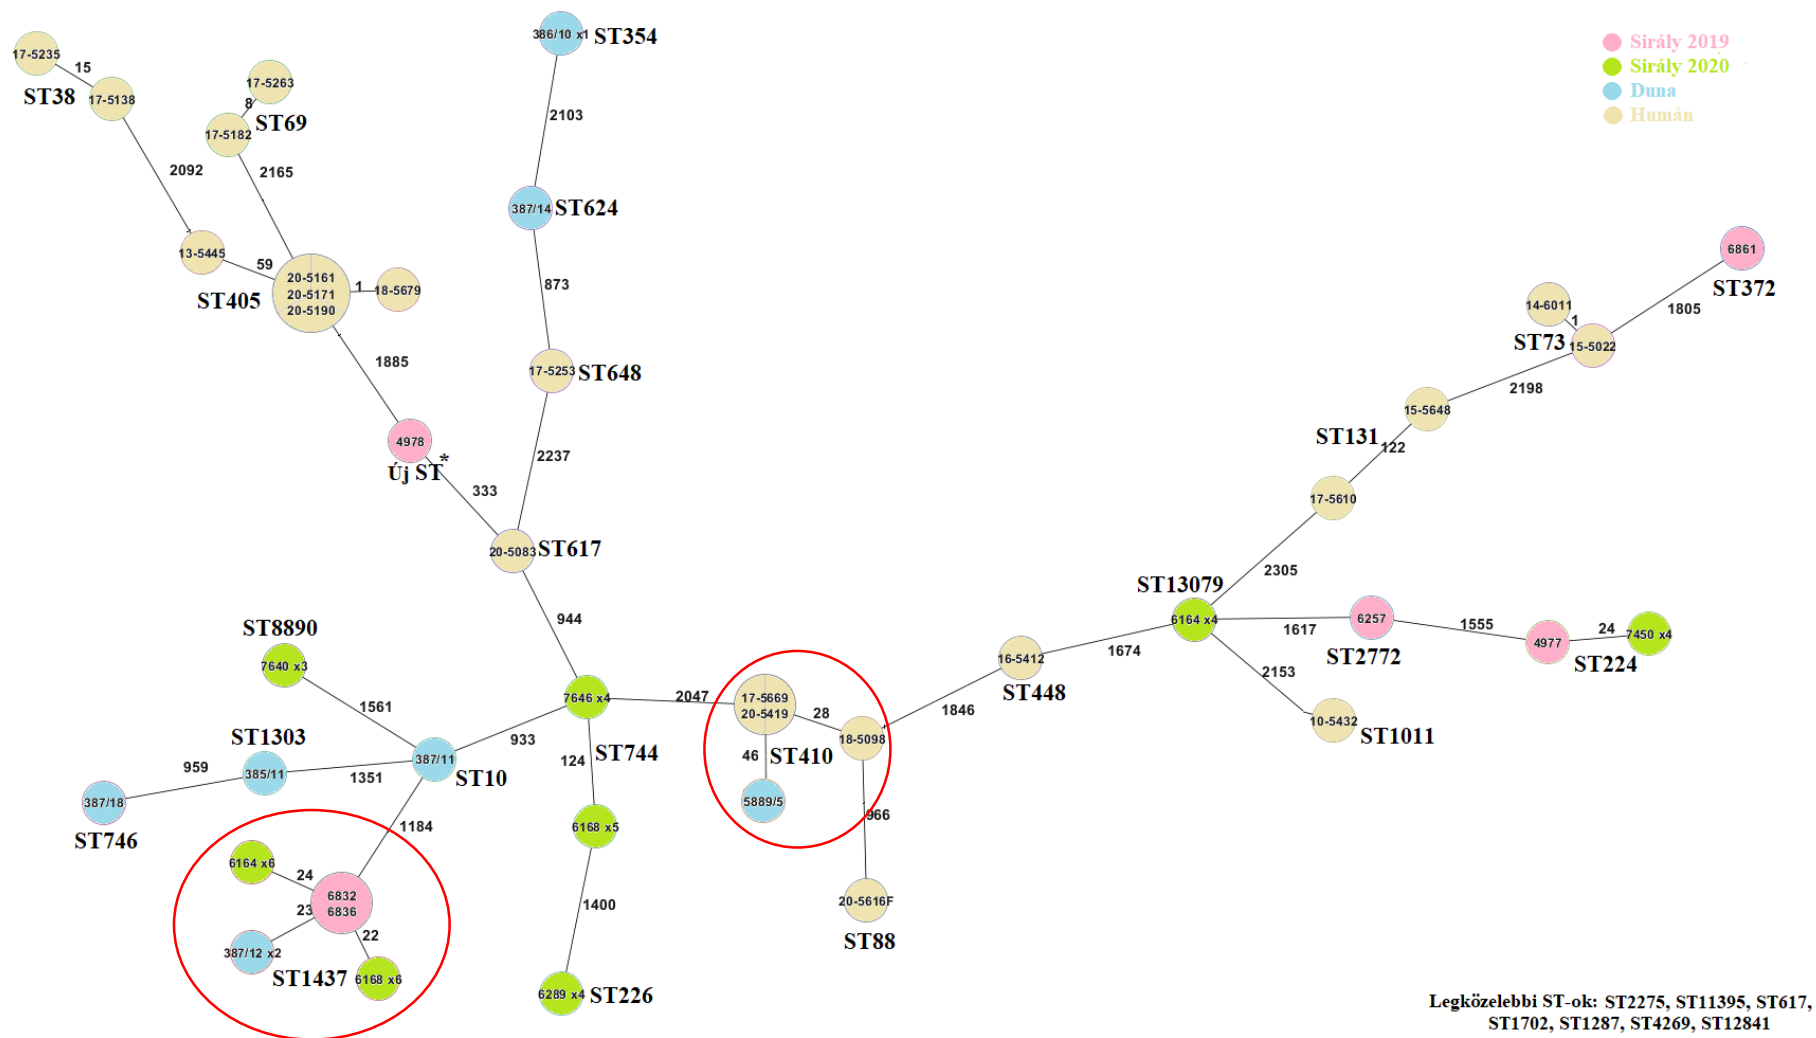 386/10 x1 ST354
Sirály 2019
Sirály 2020
Duna
Humán
17-5235
15
ST38
17-5138
17-5263
8
ST69
17-5182
2103
2092
2165
387/14 ST624
13-5445
59
20-5161
20-5171
20-5190
1
18-5679
ST405
6861
ST372
873
14-6011
1
1805
ST73
15-5022
1885
17-5253 ST648
2198
15-5648
ST131
122
4978
Új ST*
2237
333
17-5610
20-5083 ST617
2305
ST13079
6164 x4
944
1617
6257
1555
24
4977
7450 x4
ST2772
ST224
ST8890
7640 x3
1674
16-5412
ST448
2153
7646 x4
2047
17-5669
20-5419
28
1846
10-5432
ST1011
1561
933
ST744
18-5098
ST1303
385/11
1351
387/11
ST10
124
46
ST410
959
387/18
ST746
5889/5
966
1184
6168 x5
6164 x6
24
6832
6836
23
22
1400
20-5616F
ST88
387/12 x2
ST1437
6168 x6
6289 x4 ST226
Legközelebbi ST-ok: ST2275, ST11395, ST617,
ST1702, ST1287, ST4269, ST12841